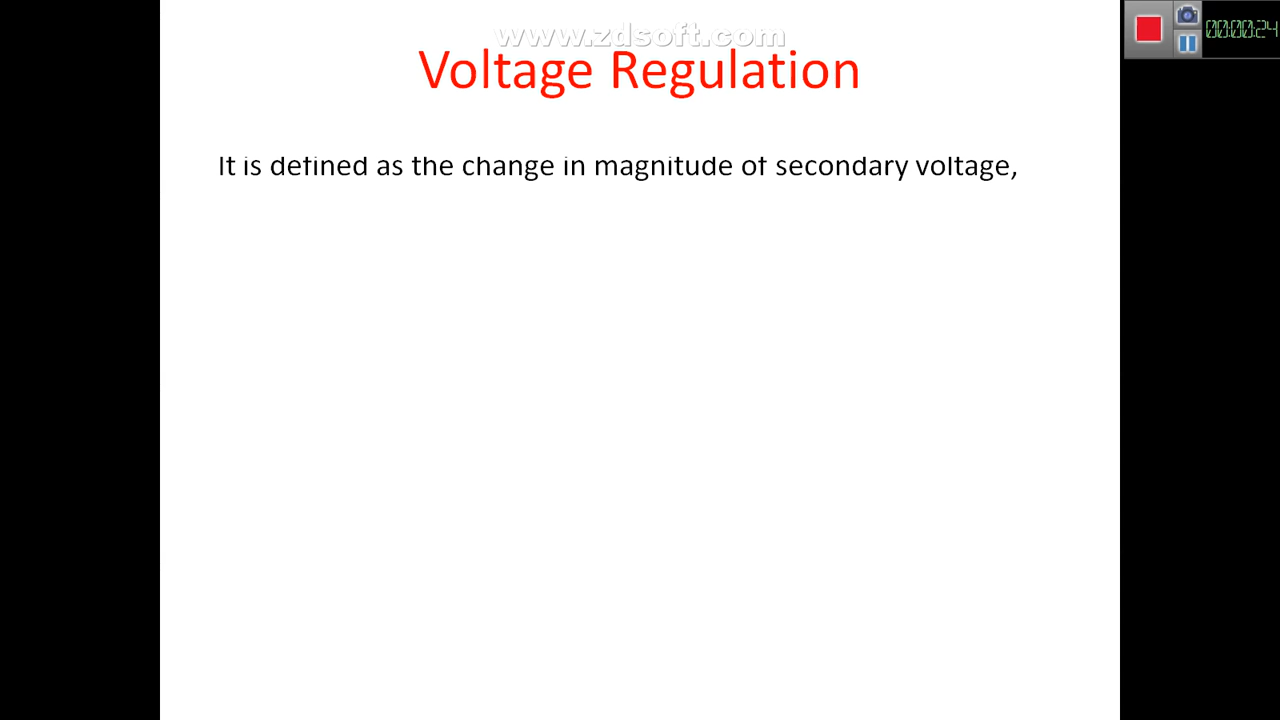 www.zdsoft.com
Voltage Regulation
It is defined as the change in magnitude of secondary voltage,
00:00:24